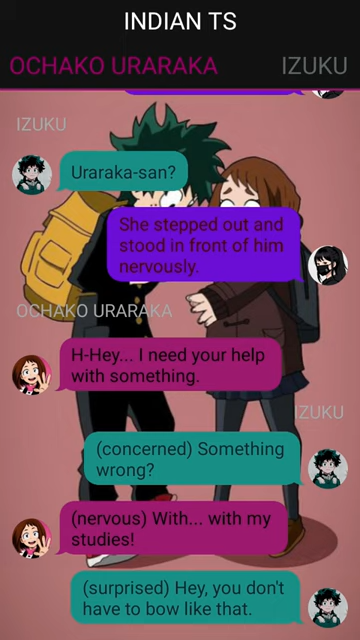 INDIAN TS
OCHAKO URARAKA IZUKU
IZUKU
Uraraka-san?
She stepped out and
stood in front of him
nervously.
OCHAKO URARAKA
H-Hey... I need your help
with something.
IZUKU
(concerned) Something
wrong?
(nervous) With... with my
studies!
(surprised) Hey, you don't
have to bow like that.